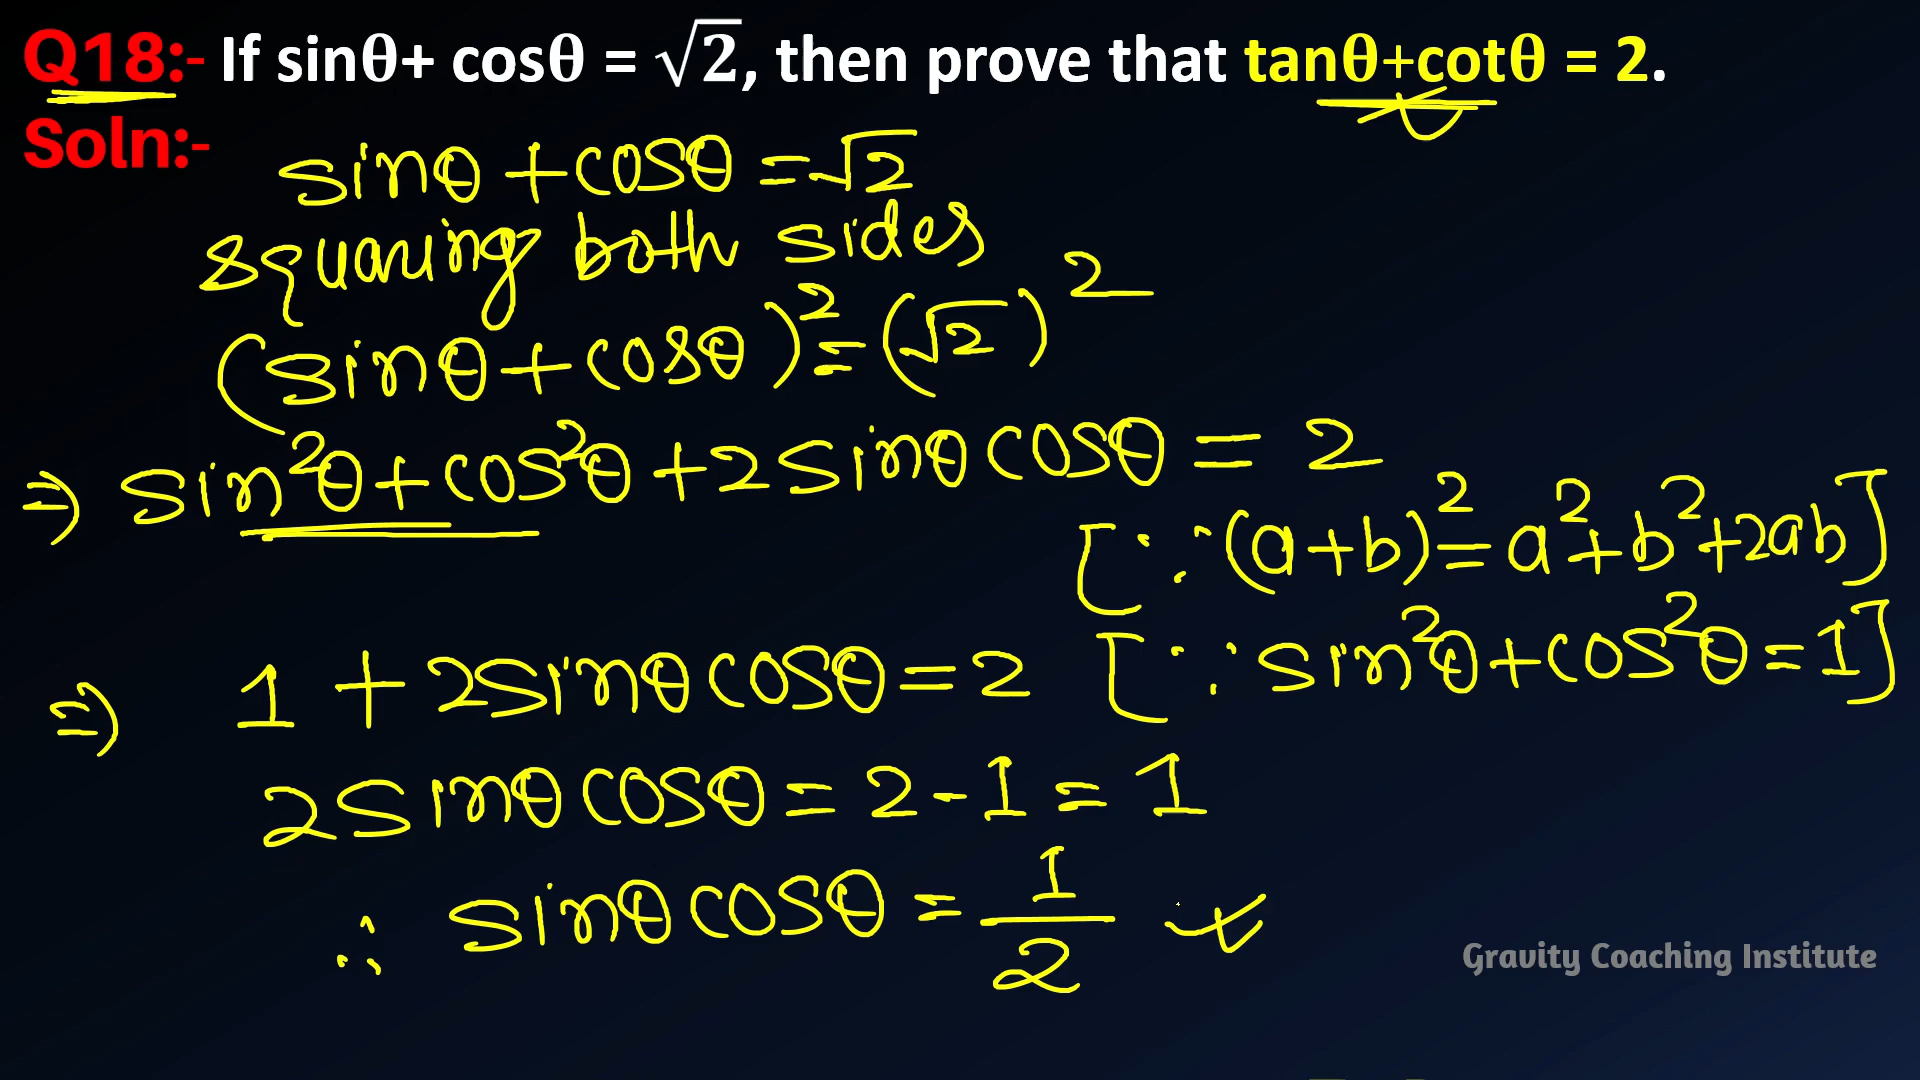 Q18:- If sinθ+ cosθ = √2, then prove that tanθ+cotθ = 2.
Soln:-
sinθ + cosθ = √2
squaring both sides
(sinθ + cosθ)² = (√2)²
⇒ sin²θ + cos²θ + 2 sinθ cosθ = 2
[∵ (a+b)² = a² + b² + 2ab]
⇒ 1 + 2sinθ cosθ = 2 [∵ sin²θ + cos²θ = 1]
2sinθ cosθ = 2 - 1 = 1
∴ sinθ cosθ = 1/2
Gravity Coaching Institute